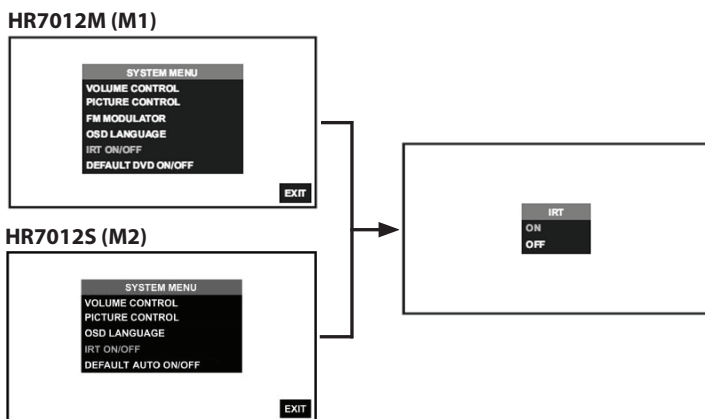 HR7012M (M1)
SYSTEM MENU
VOLUME CONTROL
PICTURE CONTROL
FM MODULATOR
OSD LANGUAGE
IRT ON/OFF
DEFAULT DVD ON/OFF
EXIT
HR7012S (M2)
SYSTEM MENU
VOLUME CONTROL
PICTURE CONTROL
OSD LANGUAGE
IRT ON/OFF
DEFAULT AUTO ON/OFF
EXIT
IRT
ON
OFF